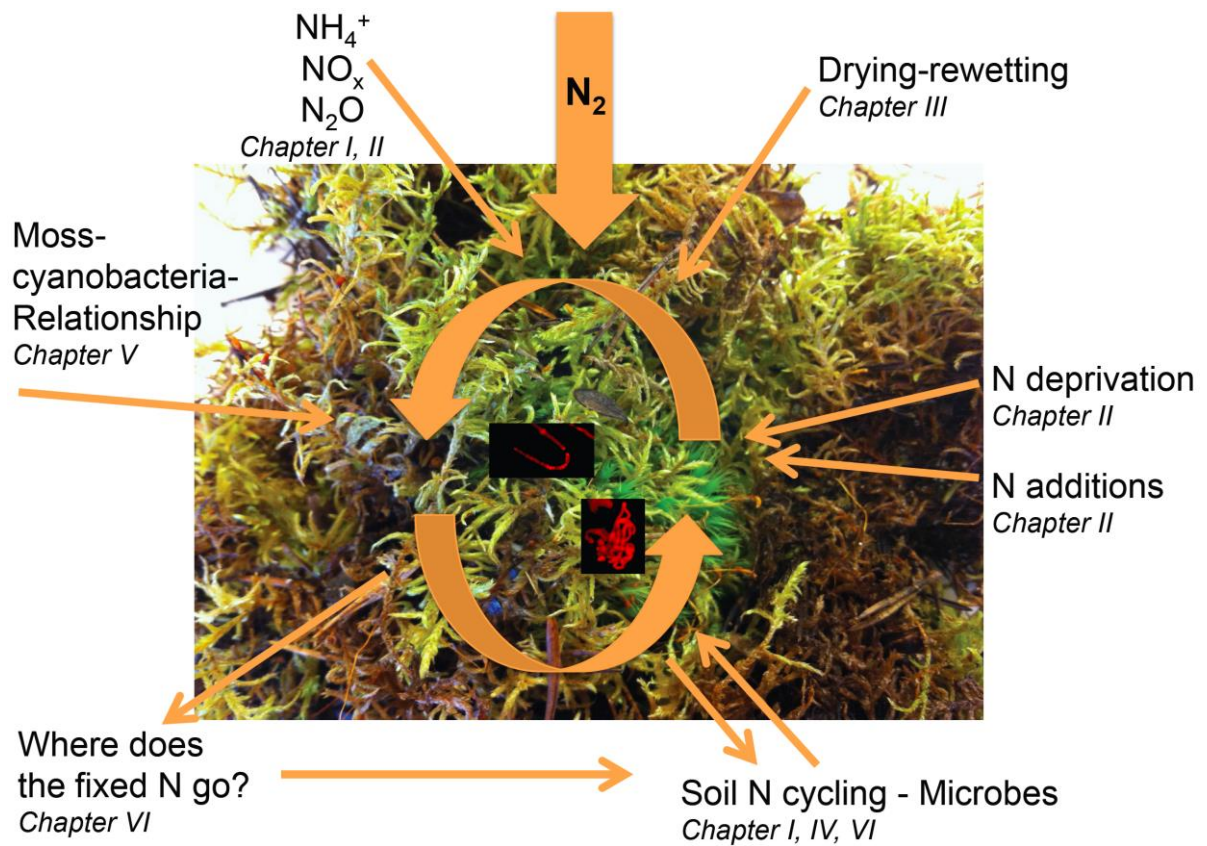 NH₄⁺
NOₓ
N₂O
Chapter I, II
N₂
Drying-rewetting
Chapter III
Moss-
cyanobacteria-
Relationship
Chapter V
N deprivation
Chapter II
N additions
Chapter II
Where does
the fixed N go?
Chapter VI
Soil N cycling - Microbes
Chapter I, IV, VI